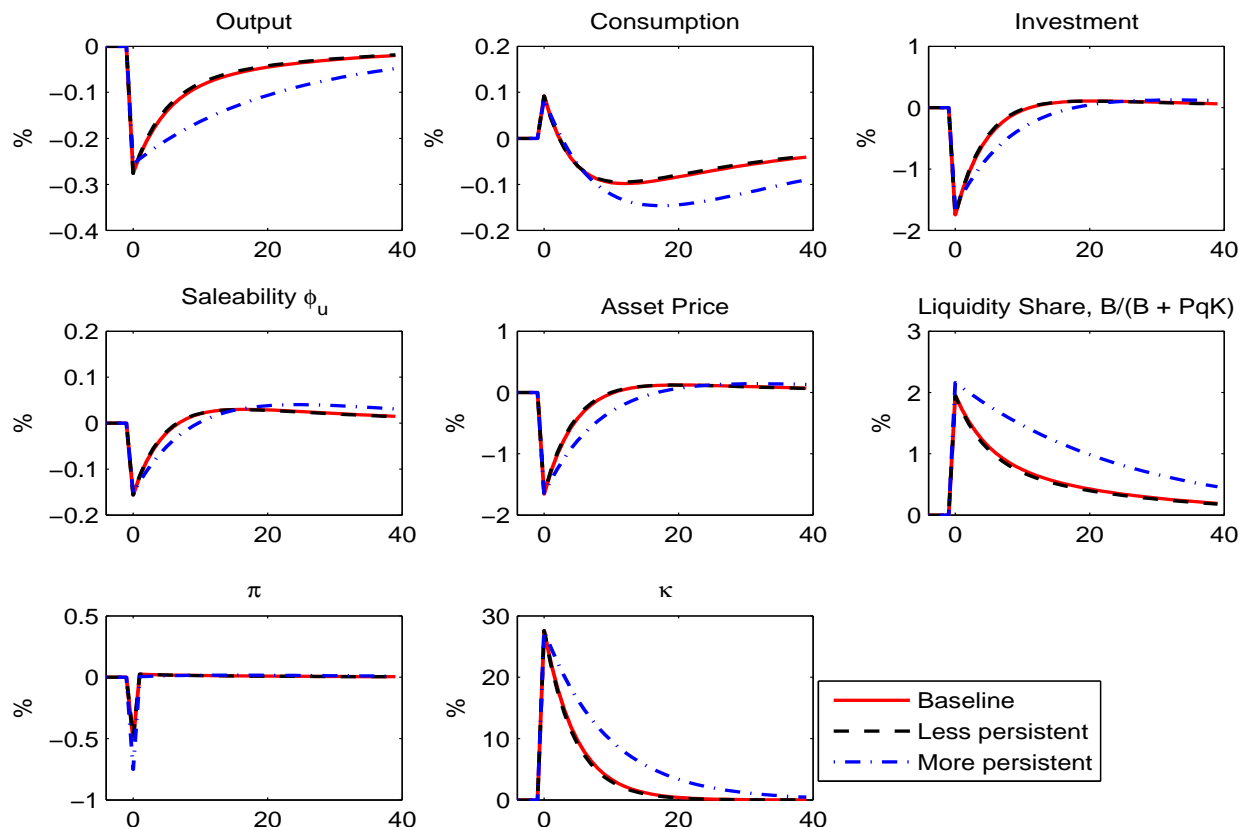 Output
Consumption
Investment
0
−0.1
−0.2
−0.3
−0.4
%
0 20 40
0.2
0.1
0
−0.1
−0.2
%
0 20 40
1
0
−1
−2
%
0 20 40
Saleability ϕu
Asset Price
Liquidity Share, B/(B + PqK)
0.2
0.1
0
−0.1
−0.2
%
0 20 40
1
0
−1
−2
%
0 20 40
3
2
1
0
%
0 20 40
π
κ
0.5
0
−0.5
−1
%
0 20 40
30
20
10
0
%
0 20 40
Baseline
Less persistent
More persistent